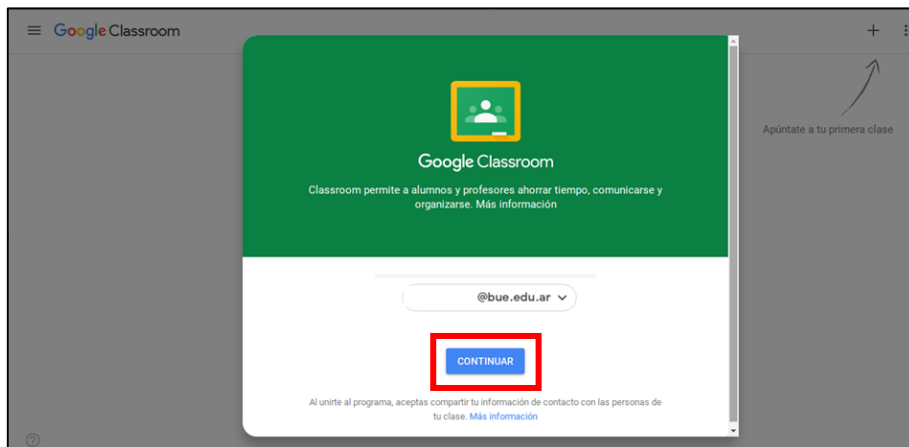 Google Classroom
Apúntate a tu primera clase
Google Classroom
Classroom permite a alumnos y profesores ahorrar tiempo, comunicarse y
organizarse. Más información
@bue.edu.ar
CONTINUAR
Al unirte al programa, aceptas compartir tu información de contacto con las personas de
tu clase. Más información